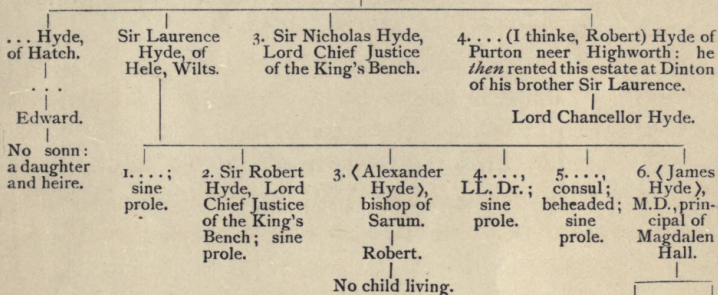 ... Hyde,
of Hatch.
...
Edward.
No sonn:
a daughter
and heire.
Sir Laurence
Hyde, of
Hele, Wilts.
3. Sir Nicholas Hyde,
Lord Chief Justice
of the King's Bench.
4. ... (I thinke, Robert) Hyde of
Purton neer Highworth: he
then rented this estate at Dinton
of his brother Sir Laurence.
Lord Chancellor Hyde.
1. ...;
sine
prole.
2. Sir Robert
Hyde, Lord
Chief Justice
of the King's
Bench; sine
prole.
3. ⟨Alexander
Hyde⟩,
bishop of
Sarum.
Robert.
No child living.
4. ...,
LL. Dr.;
sine
prole.
5. ...,
consul;
beheaded;
sine
prole.
6. ⟨James
Hyde⟩,
M.D., prin-
cipal of
Magdalen
Hall.